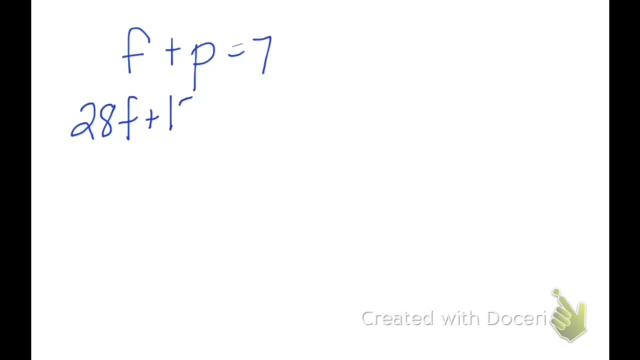 f + p = 7
28f + 1
Created with Doceri